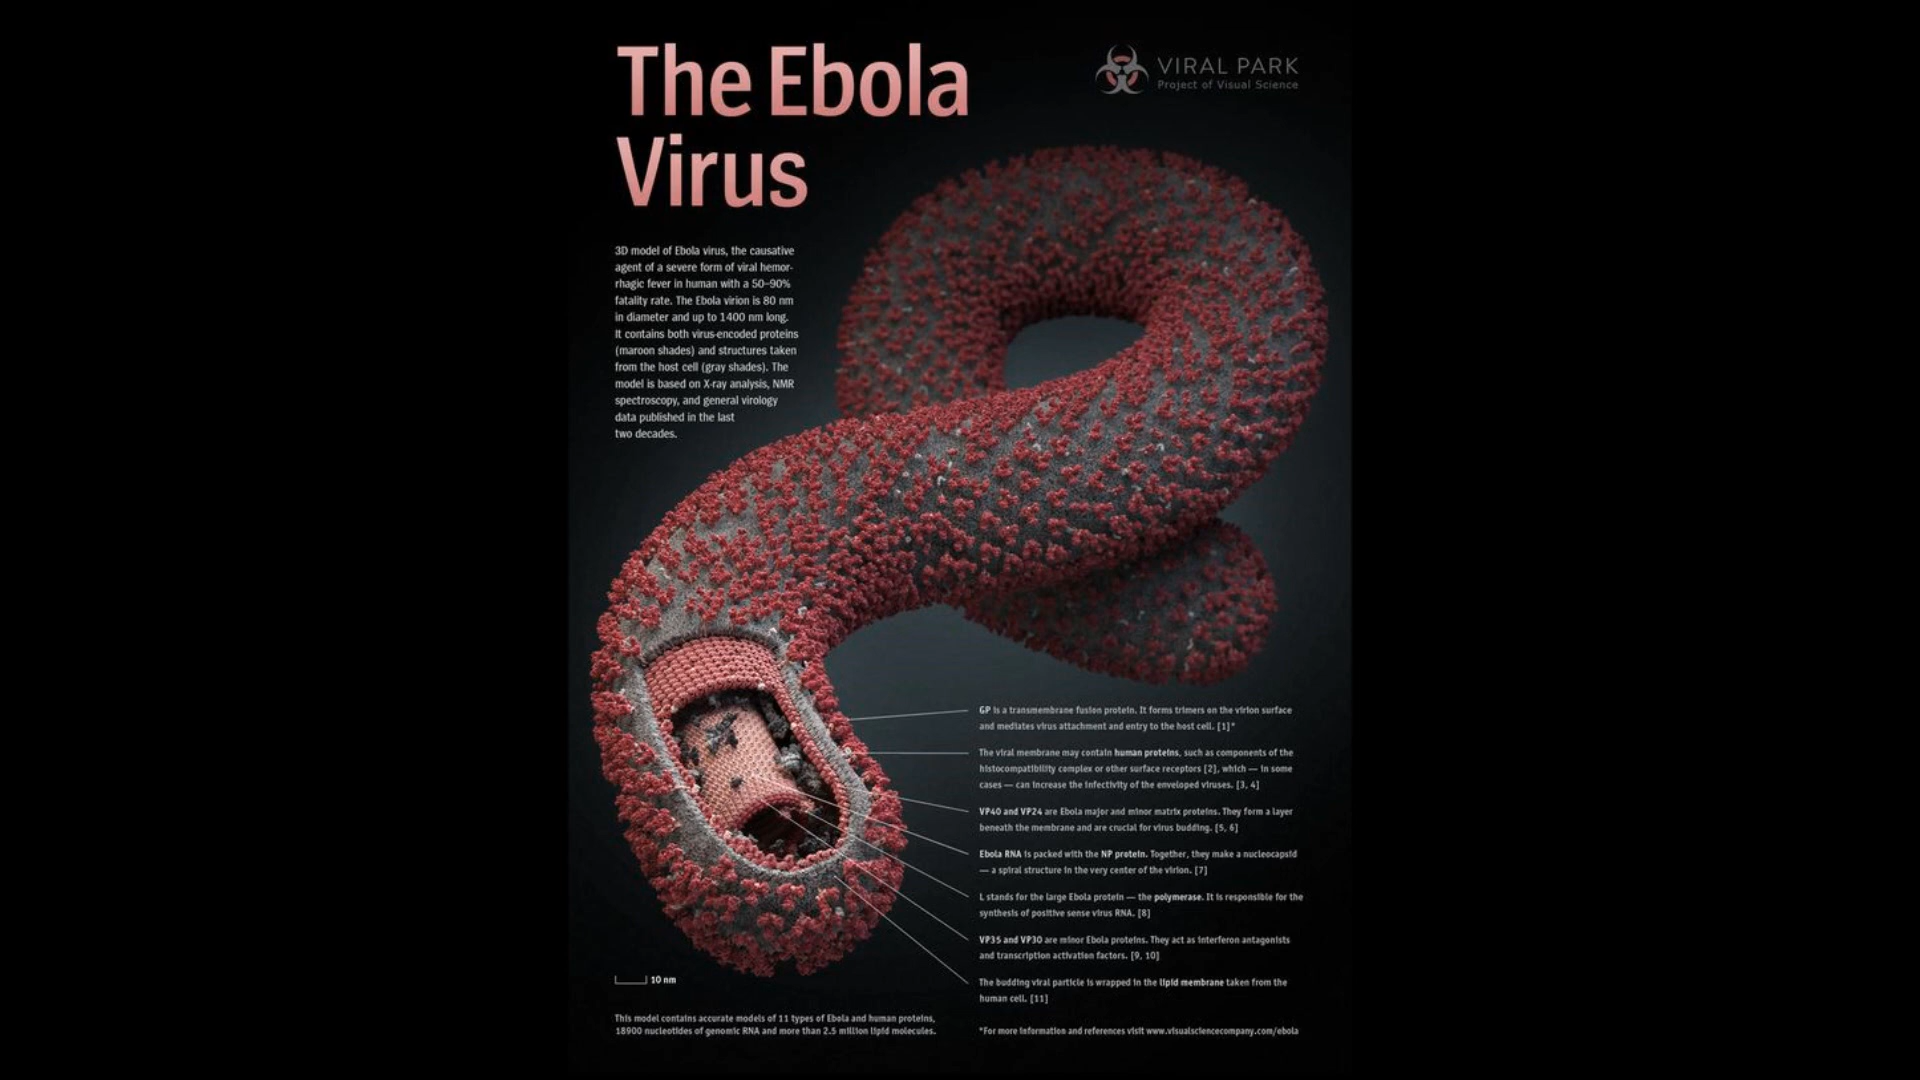 The Ebola
Virus
VIRAL PARK
Project of Visual Science
3D model of Ebola virus, the causative
agent of a severe form of viral hemor-
rhagic fever in human with a 50–90%
fatality rate. The Ebola virion is 80 nm
in diameter and up to 1400 nm long.
It contains both virus-encoded proteins
(maroon shades) and structures taken
from the host cell (gray shades). The
model is based on X-ray analysis, NMR
spectroscopy, and general virology
data published in the last
two decades.
GP is a transmembrane fusion protein. It forms trimers on the virion surface
and mediates virus attachment and entry to the host cell. [1]*
The viral membrane may contain human proteins, such as components of the
histocompatibility complex or other surface receptors [2], which — in some
cases — can increase the infectivity of the enveloped viruses. [3, 4]
VP40 and VP24 are Ebola major and minor matrix proteins. They form a layer
beneath the membrane and are crucial for virus budding. [5, 6]
Ebola RNA is packed with the NP protein. Together, they make a nucleocapsid
— a spiral structure in the very center of the virion. [7]
L stands for the large Ebola protein — the polymerase. It is responsible for the
synthesis of positive sense virus RNA. [8]
VP35 and VP30 are minor Ebola proteins. They act as interferon antagonists
and transcription activation factors. [9, 10]
The budding viral particle is wrapped in the lipid membrane taken from the
human cell. [11]
10 nm
This model contains accurate models of 11 types of Ebola and human proteins,
18900 nucleotides of genomic RNA and more than 2.5 million lipid molecules.
*For more information and references visit www.visualsciencecompany.com/ebola